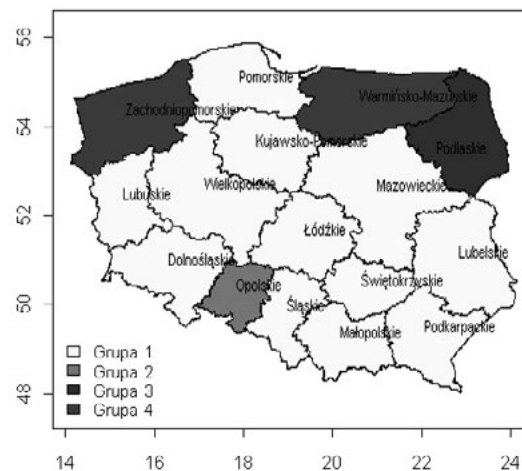 56
54
52
50
48
Pomorskie
Warmińsko-Mazurskie
Zachodniopomorskie
Podlaskie
Kujawsko-Pomorskie
Wielkopolskie
Mazowieckie
Lubuskie
Łódźkie
Lubelskie
Dolnośląskie
Opolskie
Świętokrzyskie
Śląskie
Małopolskie
Podkarpackie
Grupa 1
Grupa 2
Grupa 3
Grupa 4
14 16 18 20 22 24